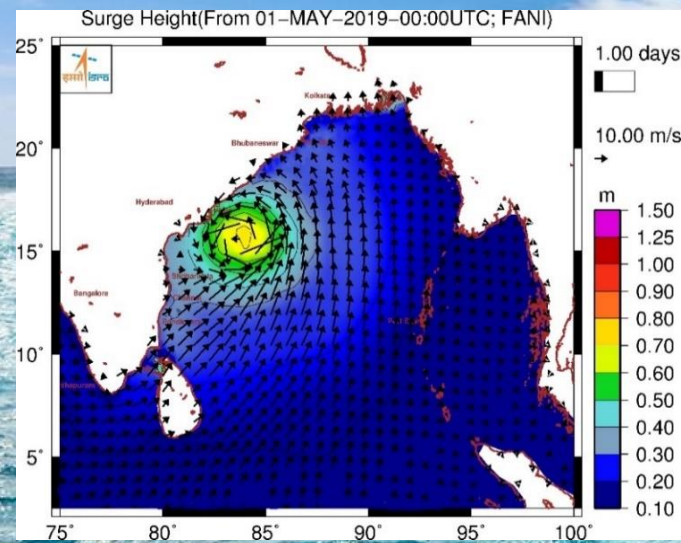 Surge Height(From 01–MAY–2019–00:00UTC; FANI)
इसरो isro
25˚
20˚
15˚
10˚
5˚
75˚ 80˚ 85˚ 90˚ 95˚ 100˚
Kolkata
Bhubaneswar
Hyderabad
Bangalore
1.00 days
10.00 m/s
m
1.50
1.25
1.00
0.90
0.80
0.70
0.60
0.50
0.40
0.30
0.20
0.10